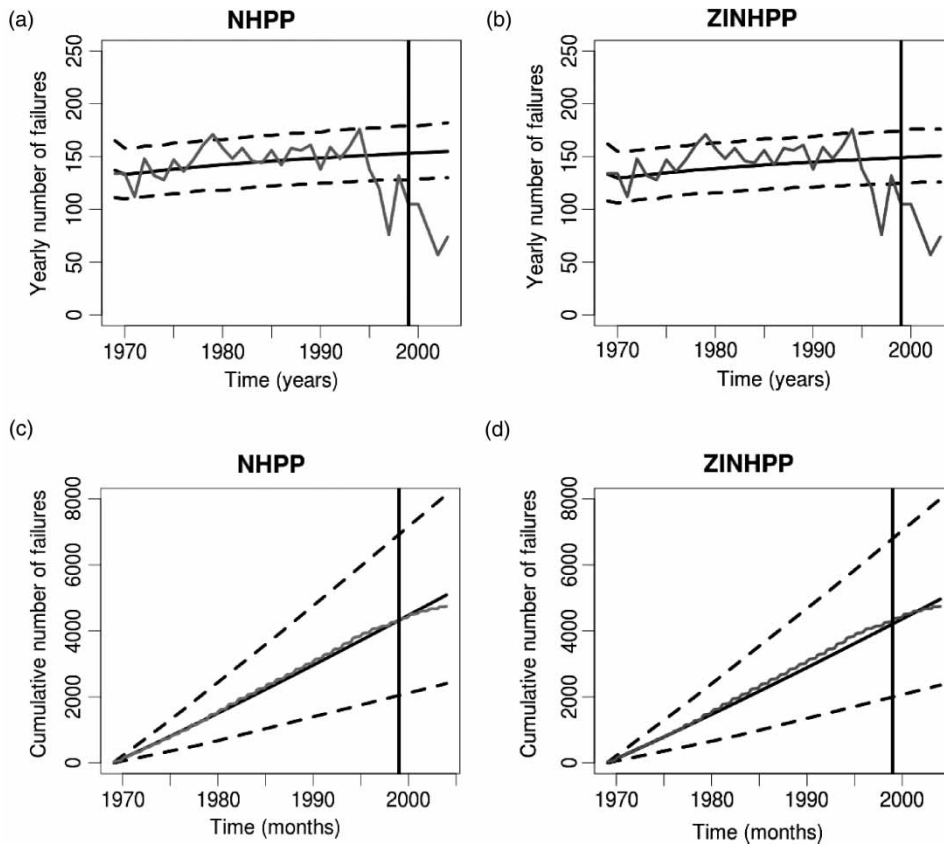 (a)
NHPP
Yearly number of failures
0 50 100 150 200 250
1970 1980 1990 2000
Time (years)
(b)
ZINHPP
Yearly number of failures
0 50 100 150 200 250
1970 1980 1990 2000
Time (years)
(c)
NHPP
Cumulative number of failures
0 2000 4000 6000 8000
1970 1980 1990 2000
Time (months)
(d)
ZINHPP
Cumulative number of failures
0 2000 4000 6000 8000
1970 1980 1990 2000
Time (months)